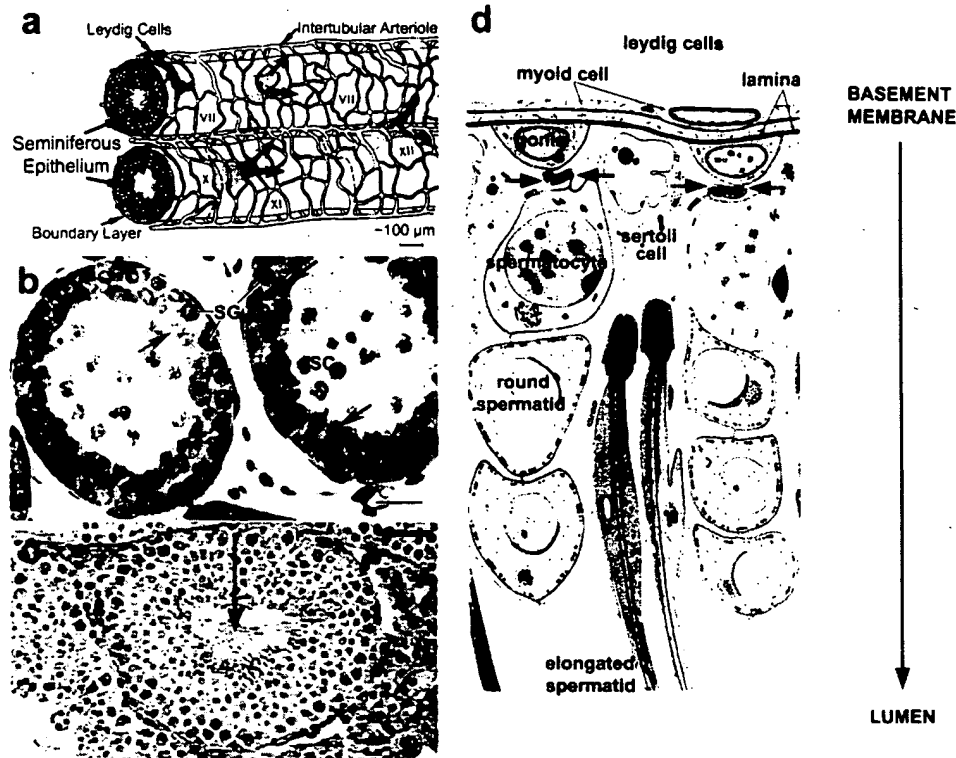 a
Leydig Cells
Intertubular Arteriole
VII
VII
XII
X
XI
Seminiferous
Epithelium
Boundary Layer
~100 µm
b
SG
SC
d
leydig cells
myoid cell
lamina
gonia
sertoli
cell
spermatocyte
round
spermatid
elongated
spermatid
BASEMENT
MEMBRANE
LUMEN